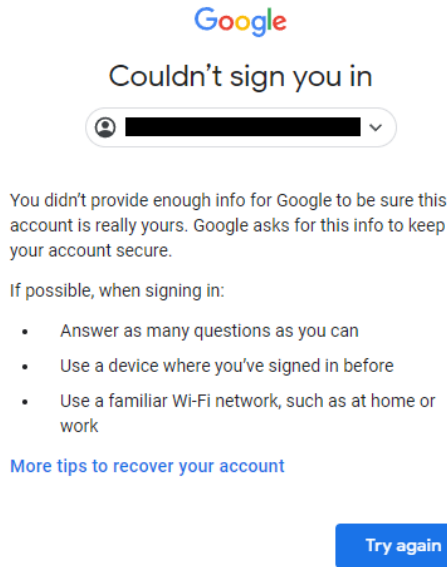 Google
Couldn't sign you in
You didn't provide enough info for Google to be sure this
account is really yours. Google asks for this info to keep
your account secure.
If possible, when signing in:
• Answer as many questions as you can
• Use a device where you've signed in before
• Use a familiar Wi-Fi network, such as at home or
work
More tips to recover your account
Try again